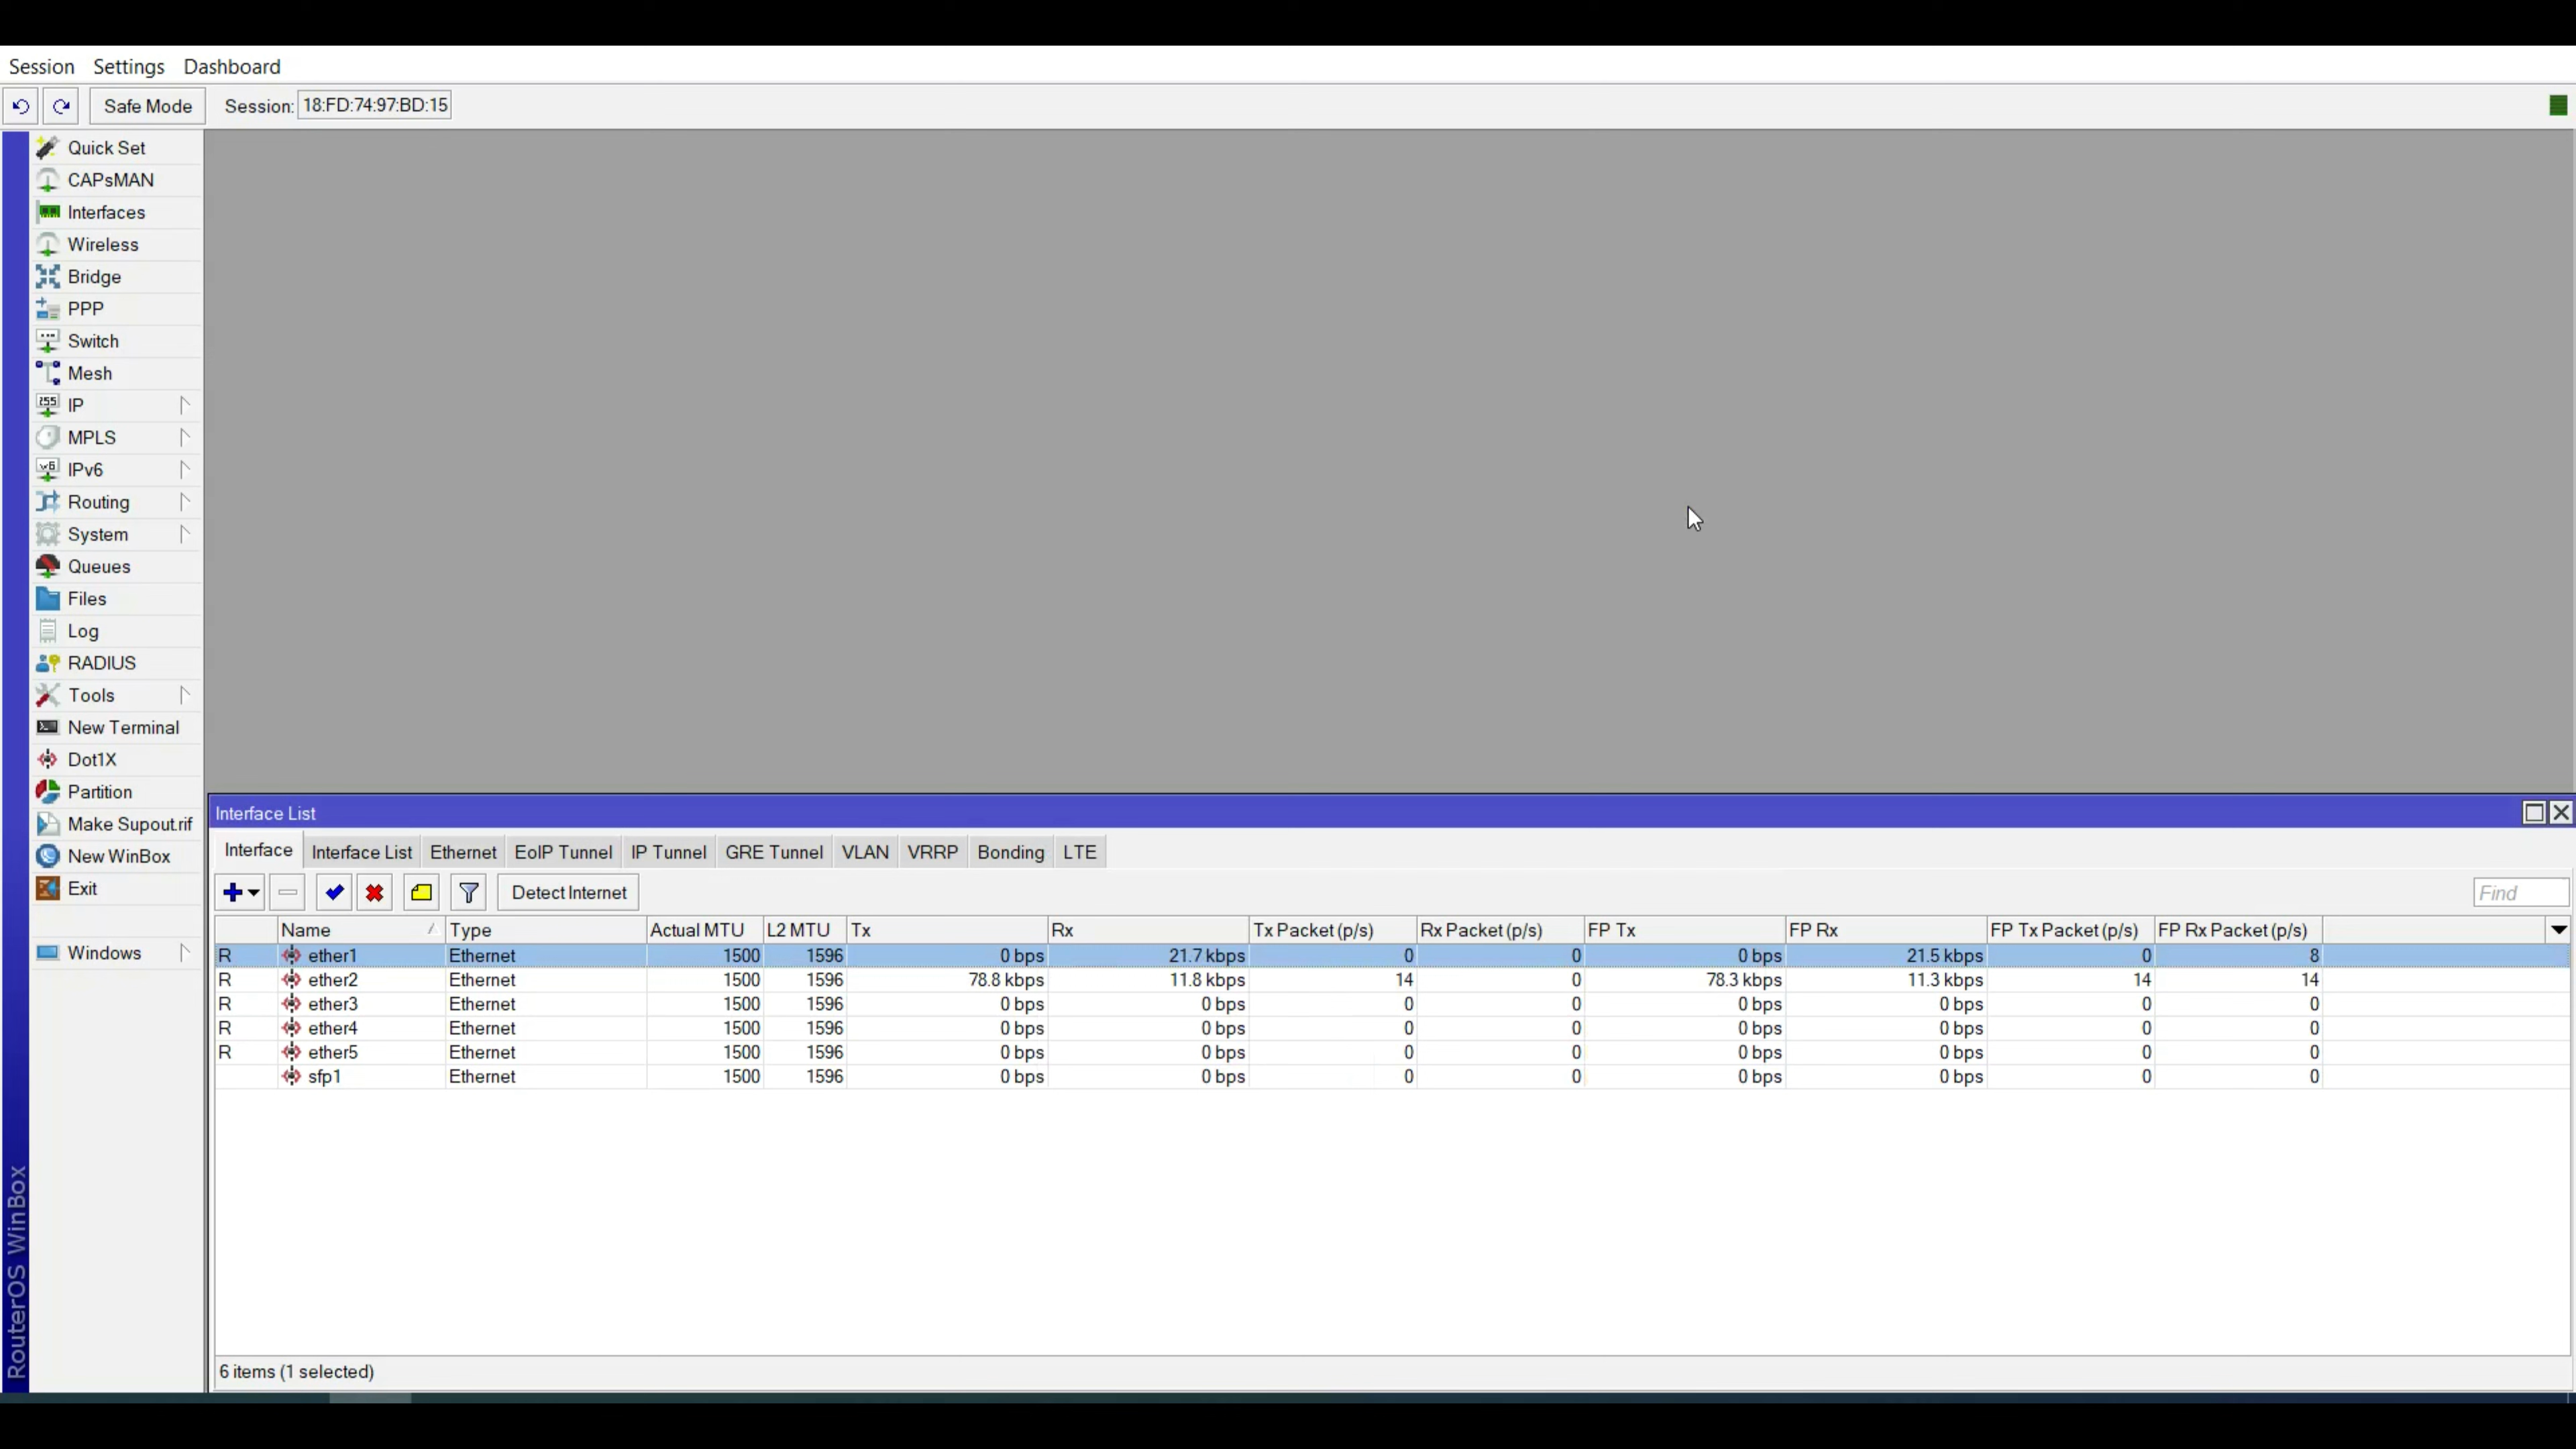 Session Settings Dashboard
Safe Mode Session: 18:FD:74:97:BD:15
Quick Set
CAPsMAN
Interfaces
Wireless
Bridge
PPP
Switch
Mesh
255 IP
MPLS
v6 IPv6
Routing
System
Queues
Files
Log
RADIUS
Tools
New Terminal
Dot1X
Partition
Make Supout.rif
New WinBox
Exit
Windows
RouterOS WinBox
Interface List
Interface Interface List Ethernet EoIP Tunnel IP Tunnel GRE Tunnel VLAN VRRP Bonding LTE
Detect Internet Find
Name Type Actual MTU L2 MTU Tx Rx Tx Packet (p/s) Rx Packet (p/s) FP Tx FP Rx FP Tx Packet (p/s) FP Rx Packet (p/s)
R ether1 Ethernet 1500 1596 0 bps 21.7 kbps 0 0 0 bps 21.5 kbps 0 8
R ether2 Ethernet 1500 1596 78.8 kbps 11.8 kbps 14 0 78.3 kbps 11.3 kbps 14 14
R ether3 Ethernet 1500 1596 0 bps 0 bps 0 0 0 bps 0 bps 0 0
R ether4 Ethernet 1500 1596 0 bps 0 bps 0 0 0 bps 0 bps 0 0
R ether5 Ethernet 1500 1596 0 bps 0 bps 0 0 0 bps 0 bps 0 0
sfp1 Ethernet 1500 1596 0 bps 0 bps 0 0 0 bps 0 bps 0 0
6 items (1 selected)